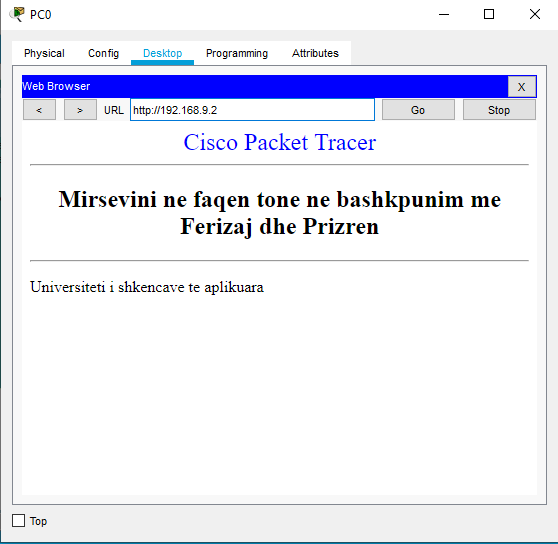 PC0
Physical Config Desktop Programming Attributes
Web Browser X
< > URL http://192.168.9.2 Go Stop
Cisco Packet Tracer
Mirsevini ne faqen tone ne bashkpunim me
Ferizaj dhe Prizren
Universiteti i shkencave te aplikuara
Top